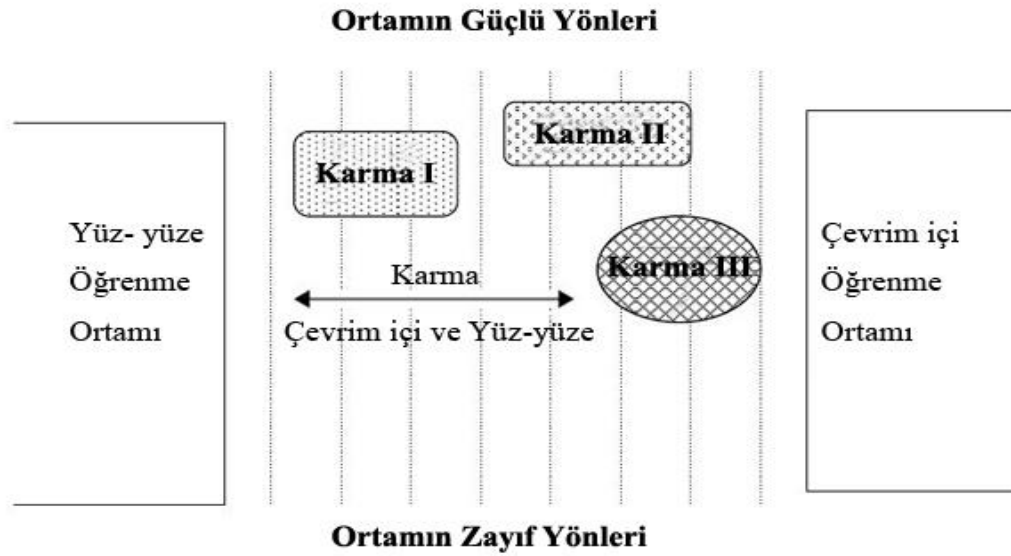 Ortamın Güçlü Yönleri
Karma I
Karma II
Karma III
Yüz- yüze
Öğrenme
Ortamı
Karma
Çevrim içi ve Yüz-yüze
Çevrim içi
Öğrenme
Ortamı
Ortamın Zayıf Yönleri